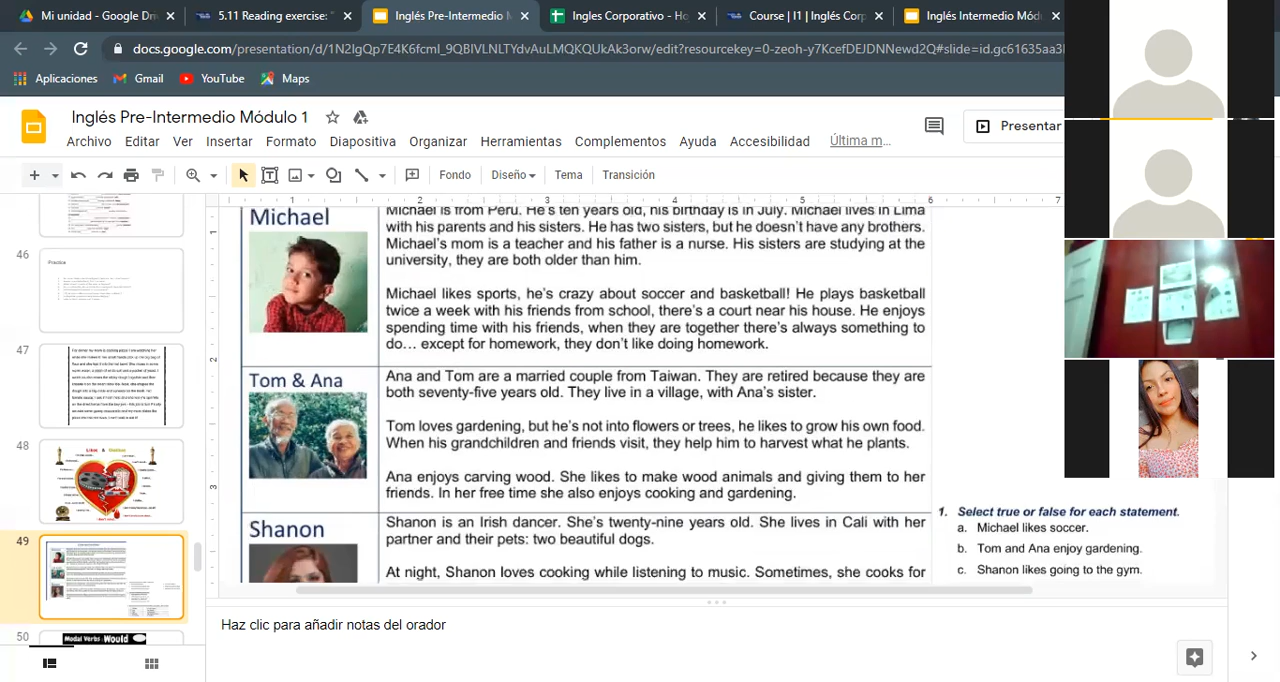 Mi unidad – Google Dri
5.11 Reading exercise: "
Inglés Pre-Intermedio M
Ingles Corporativo - Ho
Course | I1 | Inglés Corp
Inglés Intermedio Módu
docs.google.com/presentation/d/1N2IgQp7E4K6fcmI_9QBIVLNLTYdvAuLMQKQUkAk3orw/edit?resourcekey=0-zeoh-y7KcefDEJDNNewd2Q#slide=id.gc61635aa3
Aplicaciones Gmail YouTube Maps
Inglés Pre-Intermedio Módulo 1
Archivo Editar Ver Insertar Formato Diapositiva Organizar Herramientas Complementos Ayuda Accesibilidad Última m...
Presentar
Fondo Diseño Tema Transición
1 1 2 3 4 5 6 7
1
2
3
46
Practice
47
48
Likes & Dislikes
49
50
Modal Verbs: Would
Michael
Michael is from Peru. He's ten years old, his birthday is in July. Michael lives in Lima
with his parents and his sisters. He has two sisters, but he doesn't have any brothers.
Michael's mom is a teacher and his father is a nurse. His sisters are studying at the
university, they are both older than him.
Michael likes sports, he's crazy about soccer and basketball! He plays basketball
twice a week with his friends from school, there's a court near his house. He enjoys
spending time with his friends, when they are together there's always something to
do… except for homework, they don't like doing homework.
Tom & Ana
Ana and Tom are a married couple from Taiwan. They are retired because they are
both seventy-five years old. They live in a village, with Ana's sister.
Tom loves gardening, but he's not into flowers or trees, he likes to grow his own food.
When his grandchildren and friends visit, they help him to harvest what he plants.
Ana enjoys carving wood. She likes to make wood animals and giving them to her
friends. In her free time she also enjoys cooking and gardening.
Shanon
Shanon is an Irish dancer. She's twenty-nine years old. She lives in Cali with her
partner and their pets: two beautiful dogs.
At night, Shanon loves cooking while listening to music. Sometimes, she cooks for
1. Select true or false for each statement.
a. Michael likes soccer.
b. Tom and Ana enjoy gardening.
c. Shanon likes going to the gym.
Haz clic para añadir notas del orador